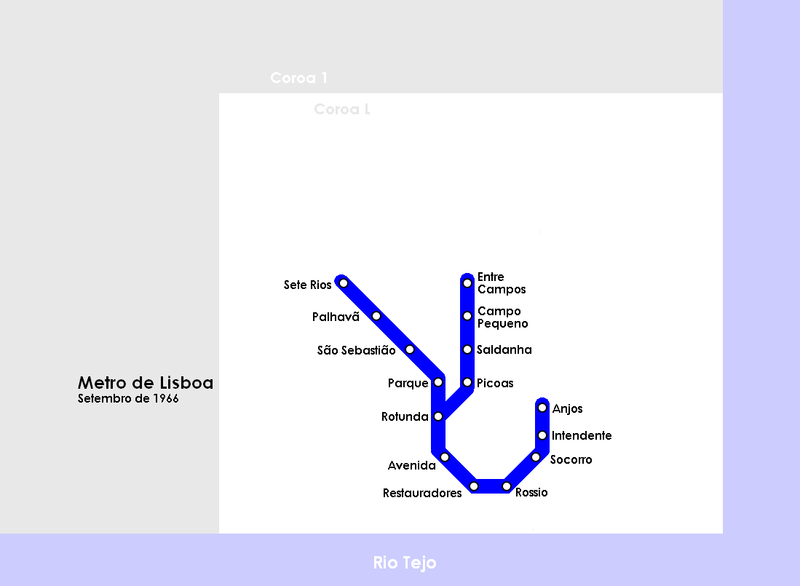 Coroa 1
Coroa L
Entre
Campos
Sete Rios
Campo
Pequeno
Palhavã
São Sebastião
Saldanha
Metro de Lisboa
Setembro de 1966
Parque
Picoas
Rotunda
Anjos
Intendente
Avenida
Socorro
Restauradores
Rossio
Rio Tejo